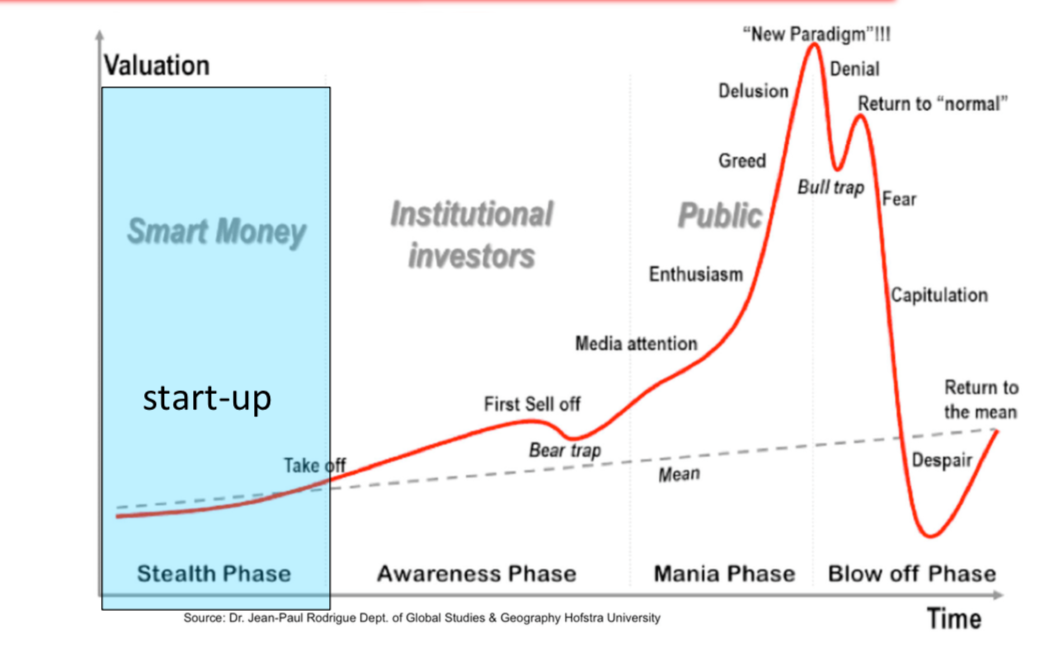 “New Paradigm”!!!
Valuation
Denial
Delusion
Return to “normal”
Greed
Bull trap
Fear
Smart Money
Institutional
investors
Public
Enthusiasm
Capitulation
Media attention
start-up
First Sell off
Return to
the mean
Bear trap
Take off
Mean
Despair
Stealth Phase
Awareness Phase
Mania Phase
Blow off Phase
Source: Dr. Jean-Paul Rodrigue Dept. of Global Studies & Geography Hofstra University
Time